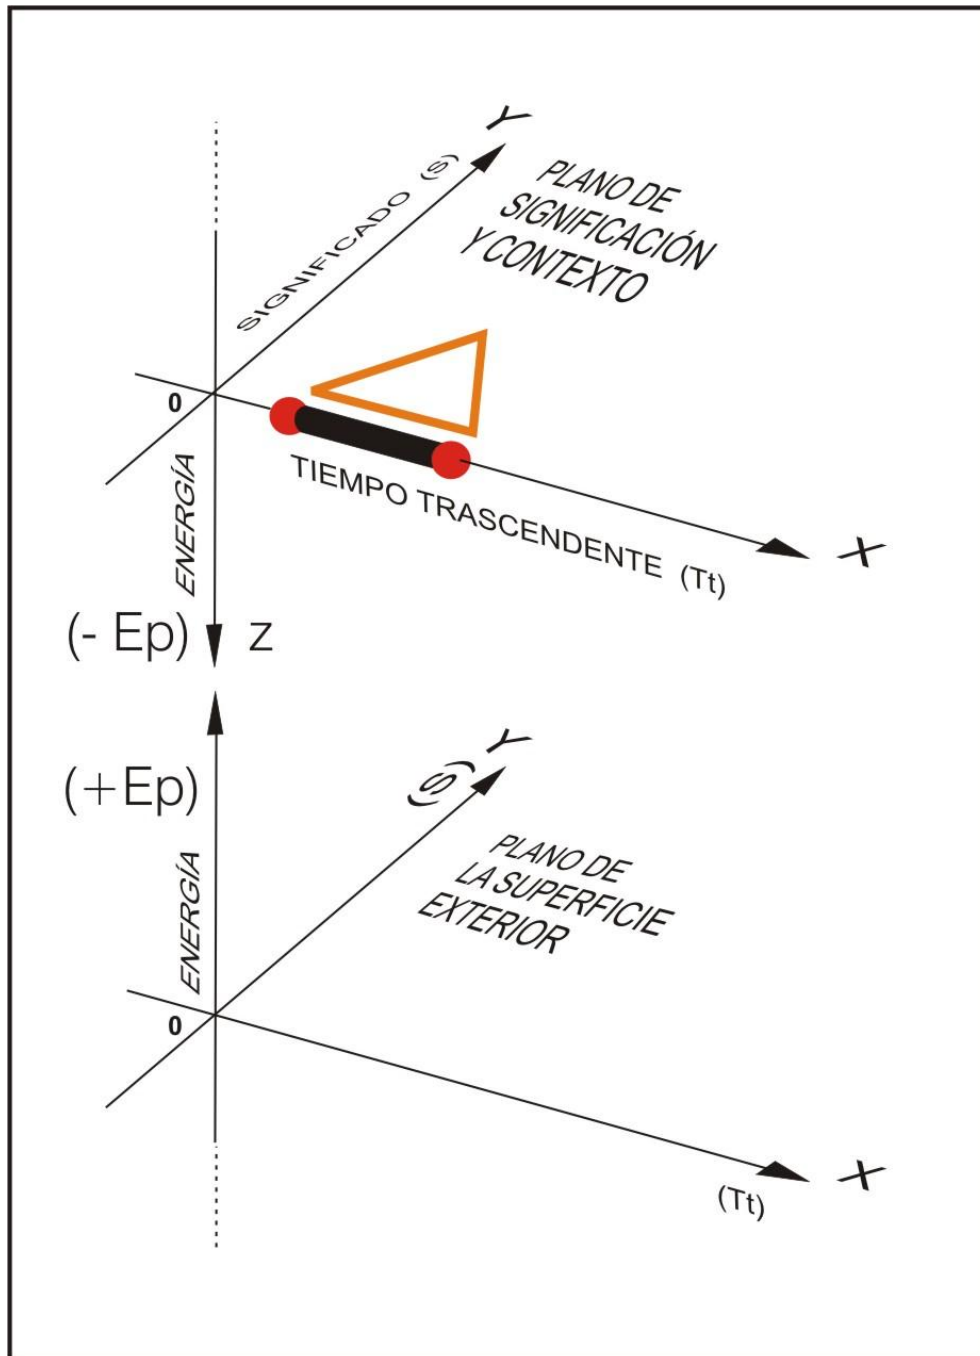 Y
SIGNIFICADO (s)
PLANO DE
SIGNIFICACIÓN
Y CONTEXTO
0
ENERGÍA
TIEMPO TRASCENDENTE (Tt)
X
(- Ep)
Z
(+Ep)
Y
(S)
PLANO DE
LA SUPERFICIE
EXTERIOR
ENERGÍA
0
X
(Tt)